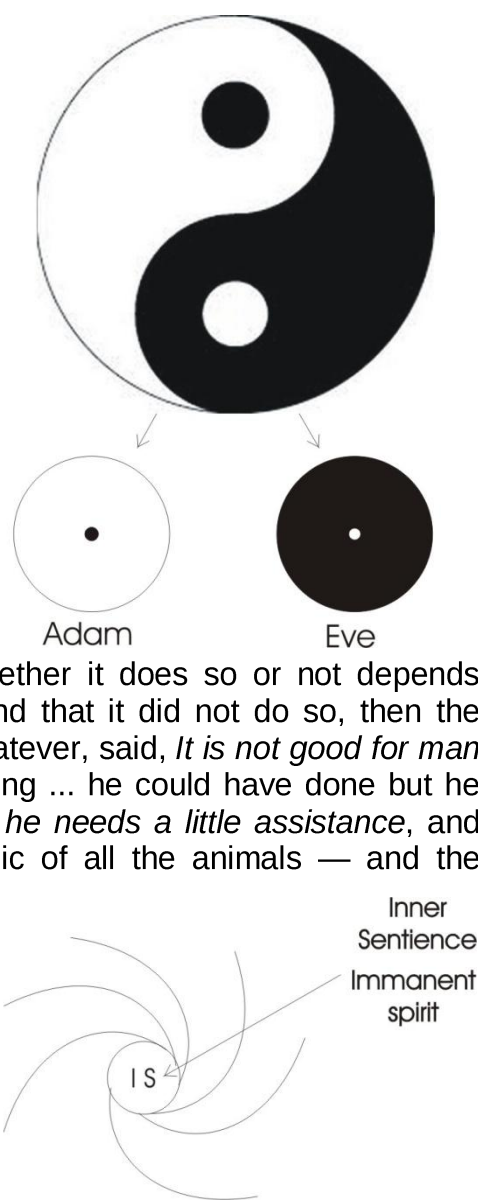 Adam
Eve
ether it does so or not depends
nd that it did not do so, then the
atever, said, It is not good for man
ng ... he could have done but he
he needs a little assistance, and
ic of all the animals — and the
Inner
Sentience
Immanent
spirit
I S